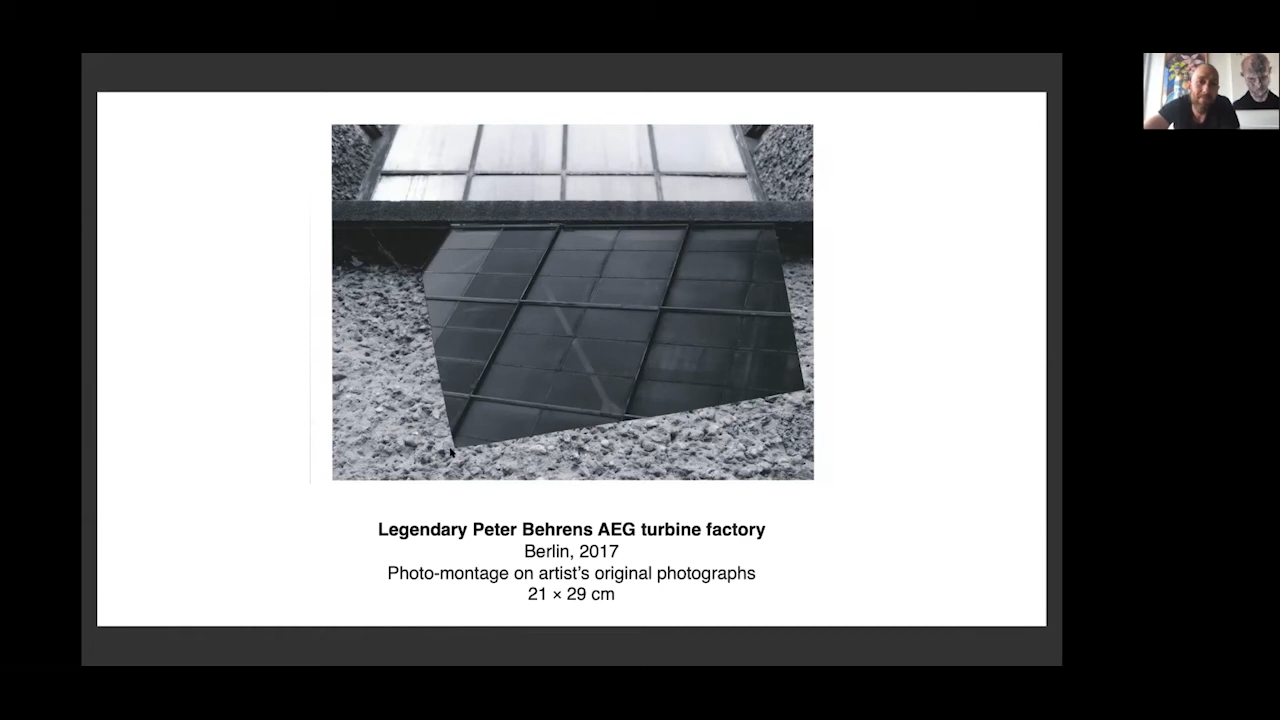 Legendary Peter Behrens AEG turbine factory
Berlin, 2017
Photo-montage on artist’s original photographs
21 × 29 cm